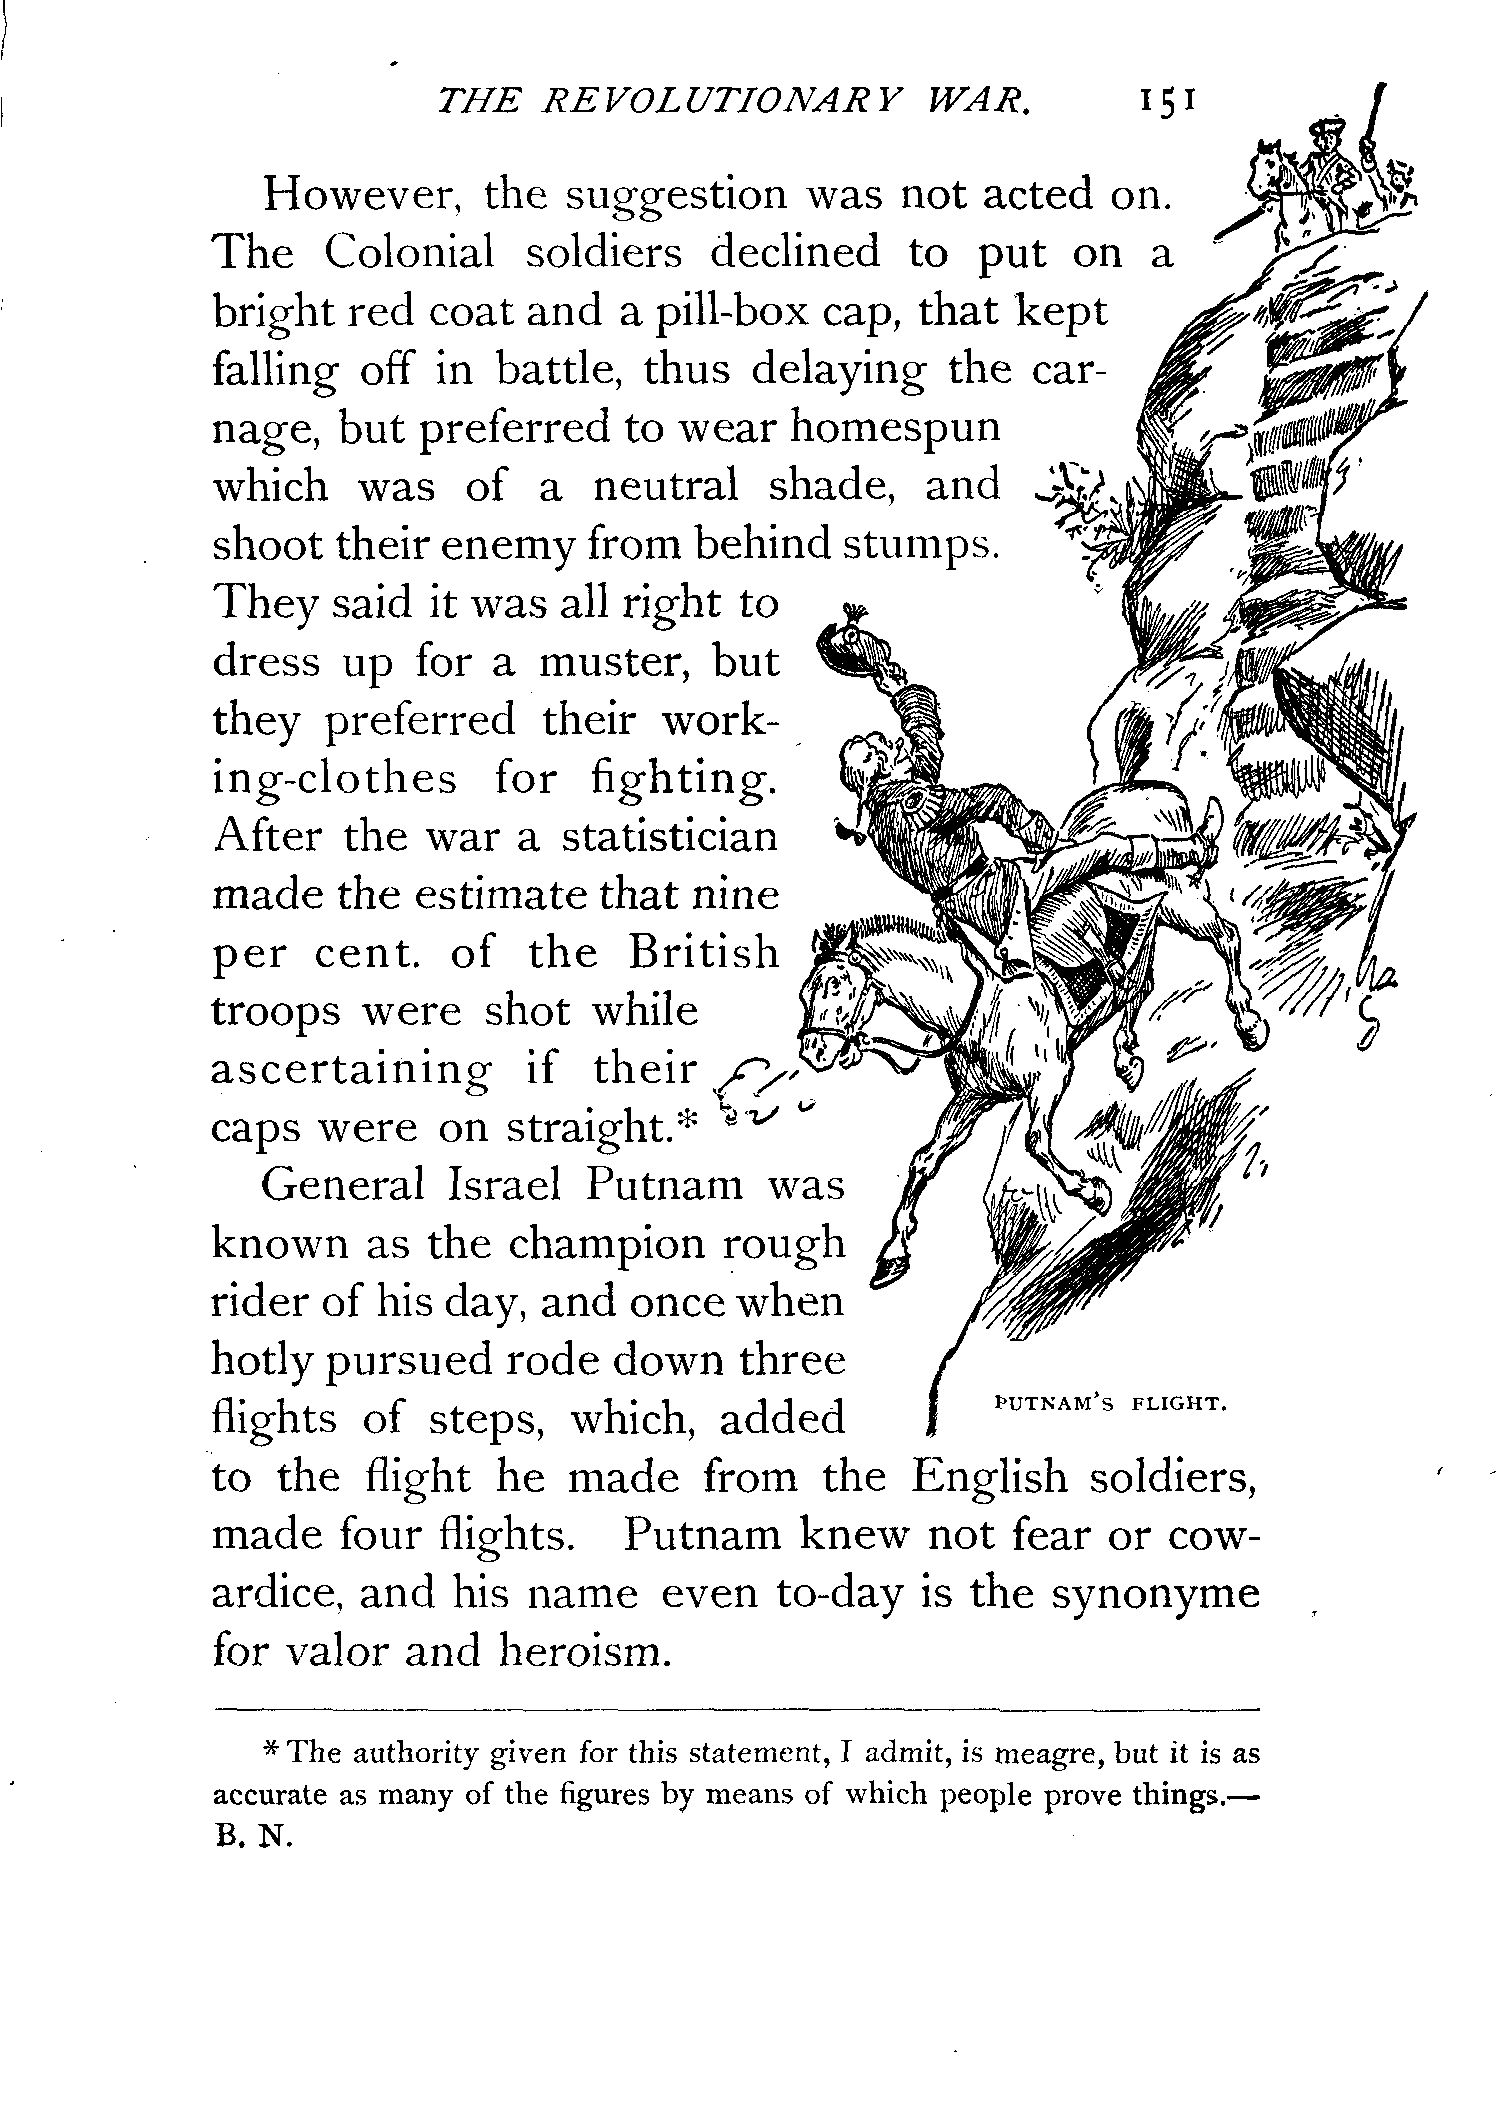 THE REVOLUTIONARY WAR. 151
However, the suggestion was not acted on.
The Colonial soldiers declined to put on a
bright red coat and a pill-box cap, that kept
falling off in battle, thus delaying the car-
nage, but preferred to wear homespun
which was of a neutral shade, and
shoot their enemy from behind stumps.
They said it was all right to
dress up for a muster, but
they preferred their work-
ing-clothes for fighting.
After the war a statistician
made the estimate that nine
per cent. of the British
troops were shot while
ascertaining if their
caps were on straight.*
General Israel Putnam was
known as the champion rough
rider of his day, and once when
hotly pursued rode down three
flights of steps, which, added
PUTNAM'S FLIGHT.
to the flight he made from the English soldiers,
made four flights. Putnam knew not fear or cow-
ardice, and his name even to-day is the synonyme
for valor and heroism.
* The authority given for this statement, I admit, is meagre, but it is as
accurate as many of the figures by means of which people prove things.—
B. N.